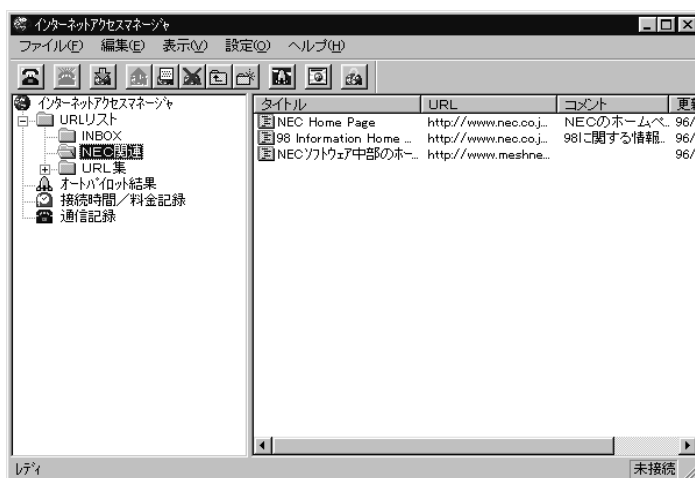 インターネットアクセスマネージャ
ファイル(F) 編集(E) 表示(V) 設定(O) ヘルプ(H)
インターネットアクセスマネージャ
URLリスト
INBOX
NEC関連
URL集
オートパイロット結果
接続時間/料金記録
通信記録
タイトル URL コメント 更新
NEC Home Page http://www.nec.co.j... NECのホームペ.. 96/
98 Information Home ... http://www.nec.co.j... 98に関する情報.. 96/
NECソフトウェア中部のホー... http://www.meshne... 96/
レディ 未接続